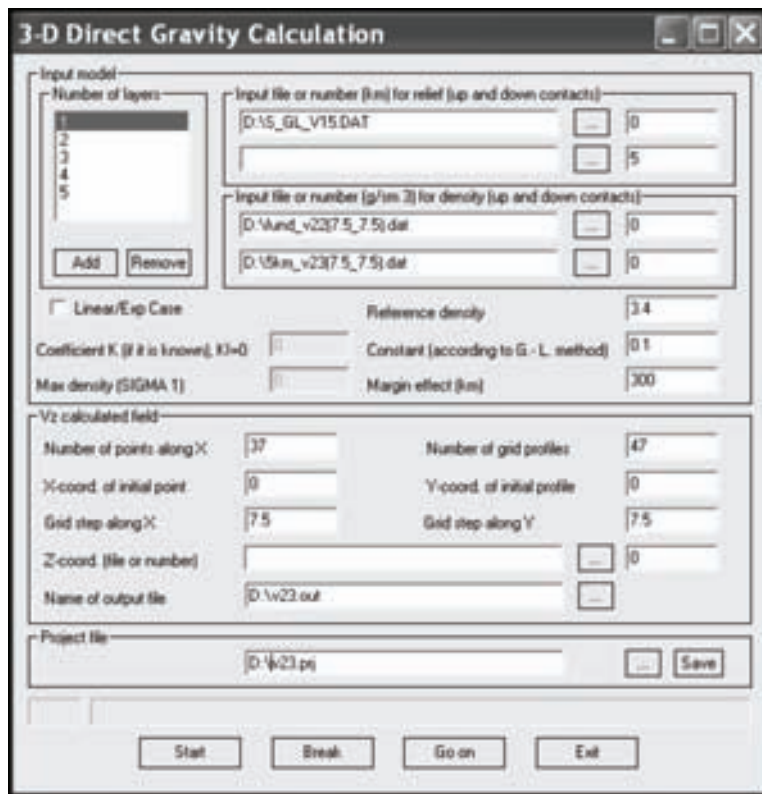 3-D Direct Gravity Calculation
Input model
Number of layers
1
2
3
4
5
Add Remove
Input file or number (km) for relief (up and down contacts)
D:\S_GL_V15.DAT ... 0
... 5
Input file or number (g/sm 3) for density (up and down contacts)
D:\fund_v22(7.5_7.5).dat ... 0
D:\5km_v23(7.5_7.5).dat ... 0
Linear/Exp Case
Reference density 3.4
Coefficient K (if it is known), K!=0 0
Constant (according to G.- L. method) 0.1
Max density (SIGMA 1) 0
Margin effect (km) 300
Vz calculated field
Number of points along X 37
Number of grid profiles 47
X-coord. of initial point 0
Y-coord. of initial profile 0
Grid step along X 7.5
Grid step along Y 7.5
Z-coord. (file or number) ... 0
Name of output file D:\v23.out ...
Project file
D:\v23.prj ... Save
Start Break Go on Exit